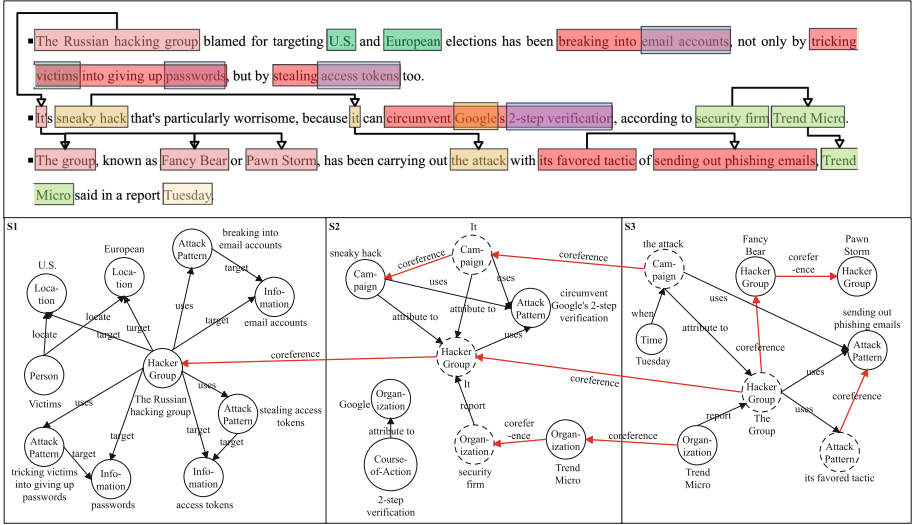 ▪The Russian hacking group blamed for targeting U.S. and European elections has been breaking into email accounts, not only by tricking
victims into giving up passwords, but by stealing access tokens too.
▪It's sneaky hack that's particularly worrisome, because it can circumvent Google's 2-step verification, according to security firm Trend Micro.
▪The group, known as Fancy Bear or Pawn Storm, has been carrying out the attack with its favored tactic of sending out phishing emails, Trend
Micro said in a report Tuesday.
S1
U.S.
Loca-
tion
European
Loca-
tion
Attack
Pattern
breaking into
email accounts
target
Infor-
mation
email accounts
uses
target
locate
locate
target
Person
Victims
Hacker
Group
The Russian
hacking group
uses
uses
Attack
Pattern
stealing access
tokens
Attack
Pattern
tricking victims
into giving up
passwords
target
target
target
target
Infor-
mation
passwords
Infor-
mation
access tokens
S2
It
sneaky hack
Cam-
paign
coreference
Cam-
paign
coreference
uses
uses
Attack
Pattern
circumvent
Google's 2-step
verification
attribute to
attribute to
uses
Hacker
Group
It
coreference
coreference
Google
Organ-
ization
attribute to
Course-
of-Action
2-step
verification
report
Organ-
ization
security
firm
corefer
-ence
Organ-
ization
Trend
Micro
coreference
S3
the attack
Cam-
paign
Fancy
Bear
Hacker
Group
corefer
-ence
Pawn
Storm
Hacker
Group
uses
sending out
phishing emails
Attack
Pattern
when
Time
Tuesday
attribute to
coreference
Hacker
Group
The
Group
uses
uses
coreference
report
Organ-
ization
Trend
Micro
Attack
Pattern
its favored tactic